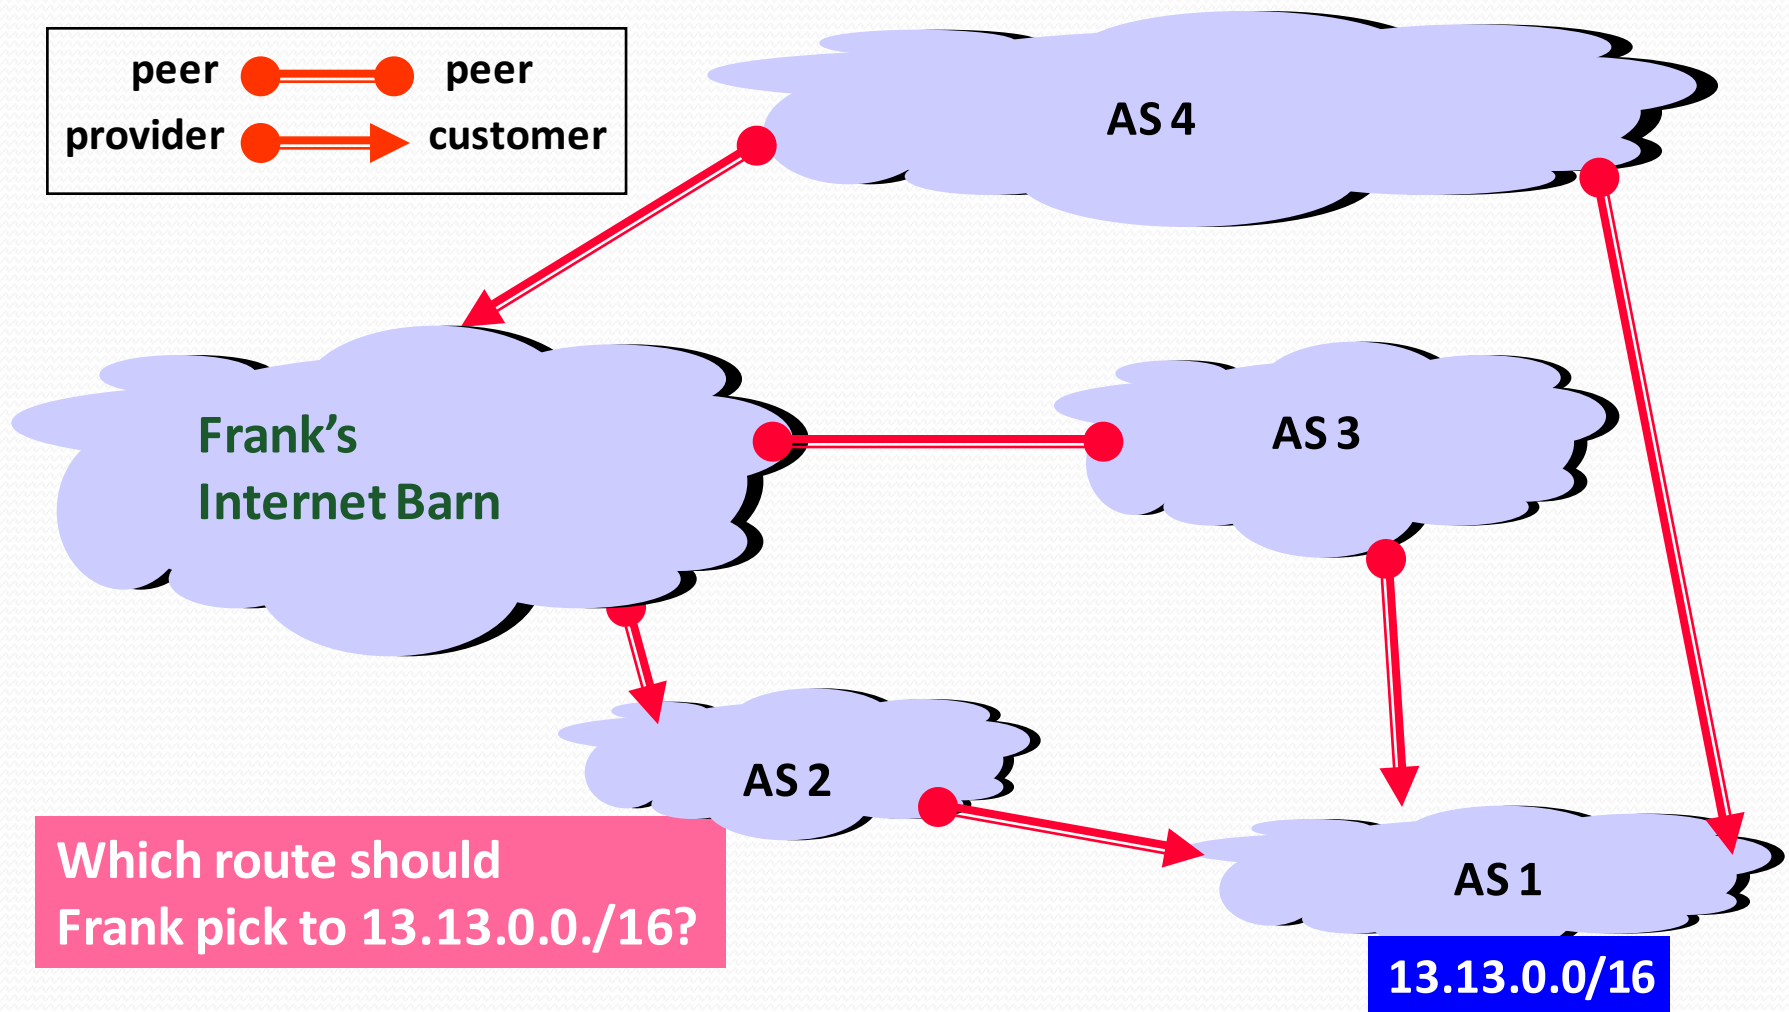 peer peer
provider customer
AS 4
Frank's
Internet Barn
AS 3
AS 2
AS 1
Which route should
Frank pick to 13.13.0.0./16?
13.13.0.0/16